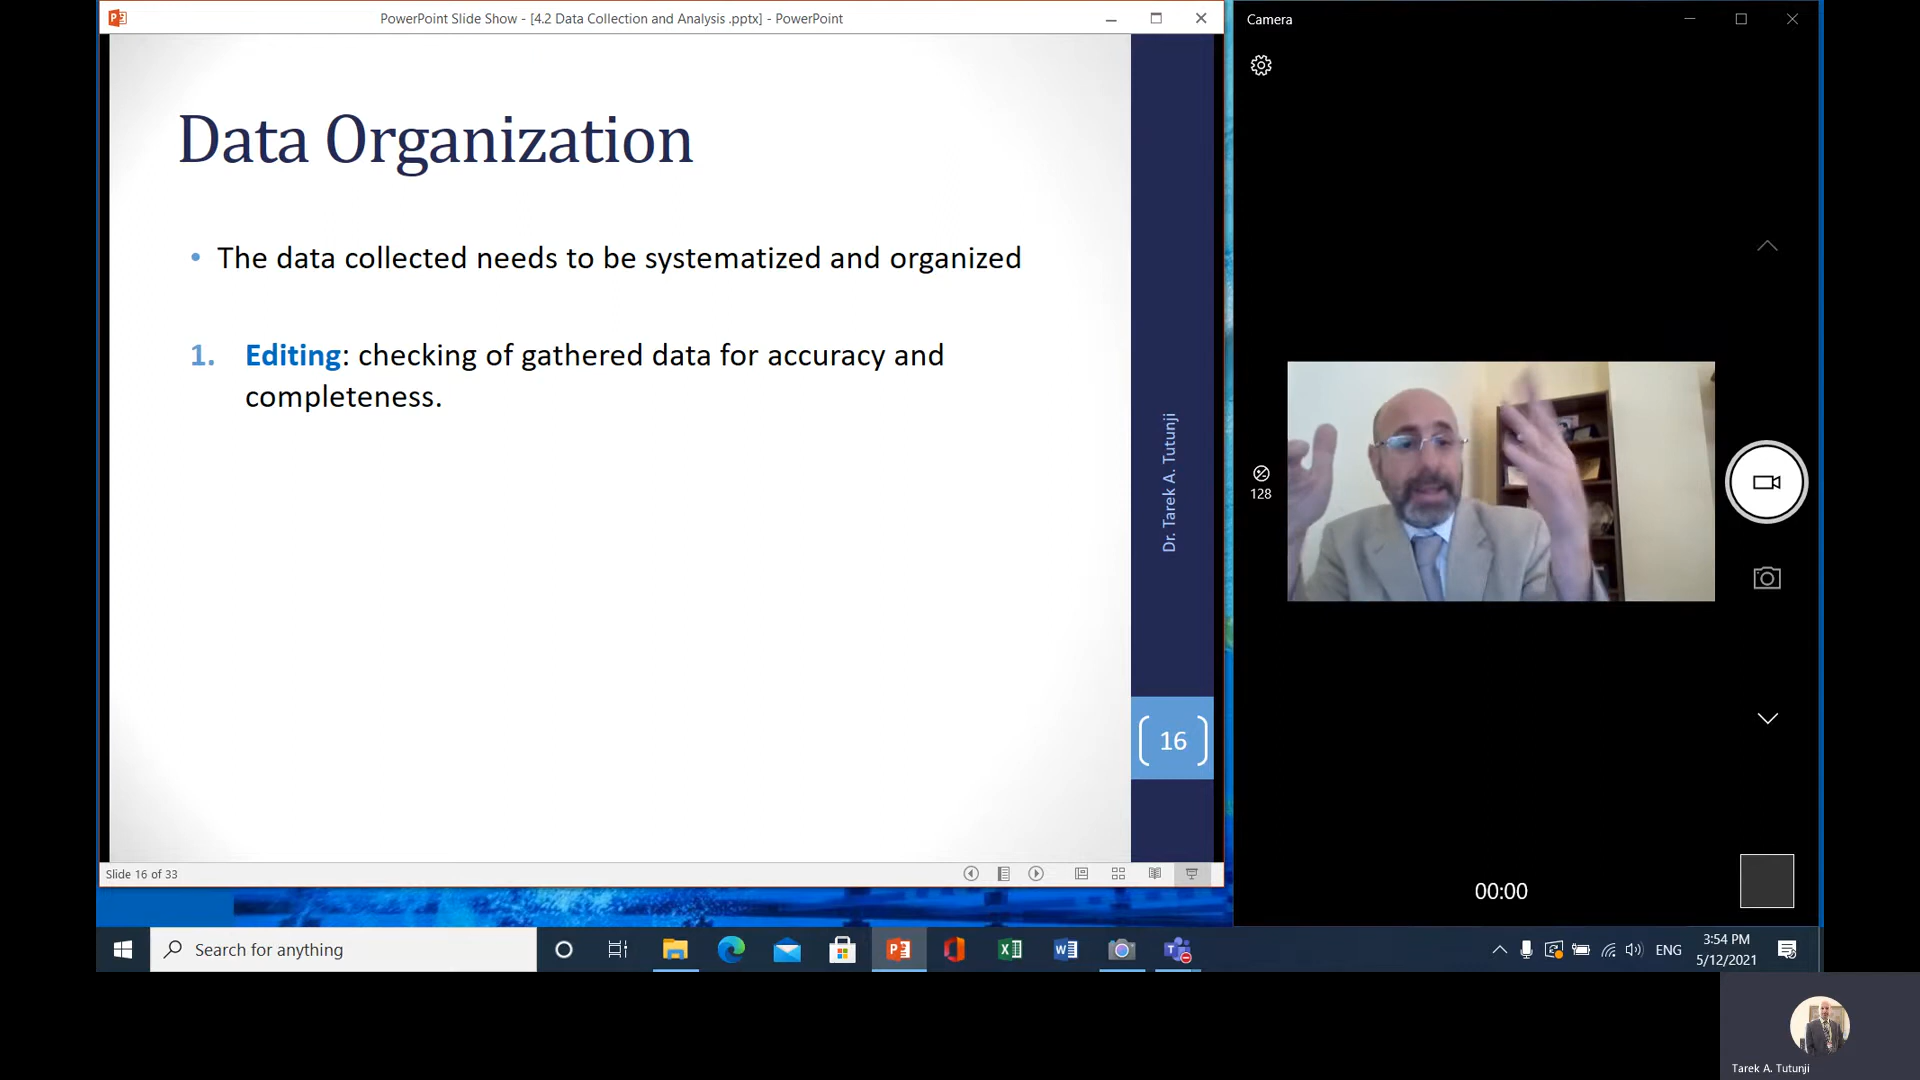 PowerPoint Slide Show - [4.2 Data Collection and Analysis .pptx] - PowerPoint
Camera
Data Organization
• The data collected needs to be systematized and organized
1. Editing: checking of gathered data for accuracy and
completeness.
Dr. Tarek A. Tutunji
16
128
Slide 16 of 33
00:00
Search for anything
ENG
3:54 PM
5/12/2021
Tarek A. Tutunji